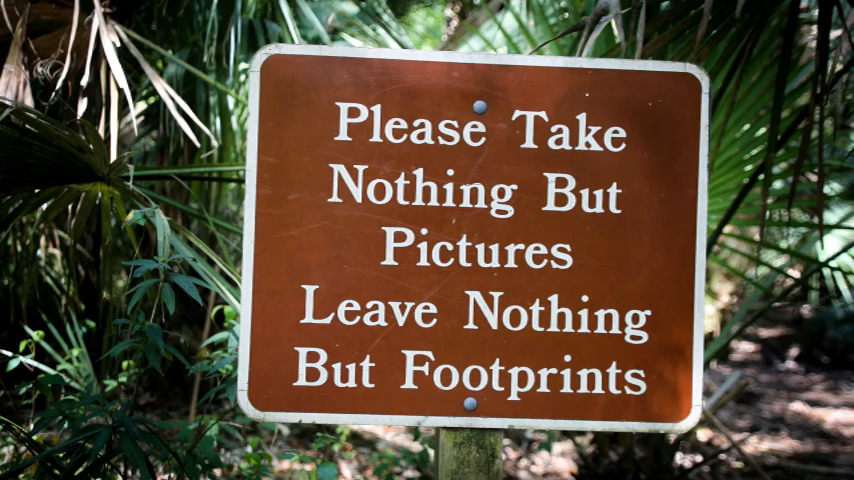 Please Take
Nothing But
Pictures
Leave Nothing
But Footprints